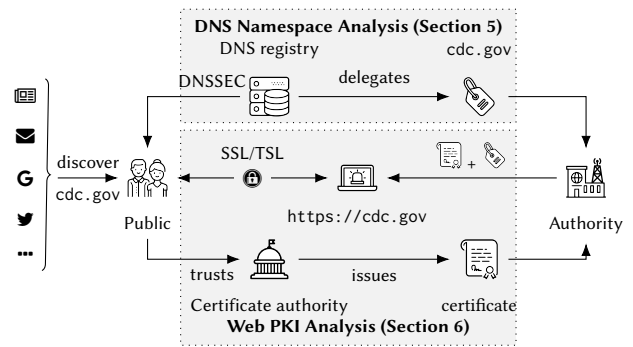 DNS Namespace Analysis (Section 5)
DNS registry
cdc.gov
DNSSEC
delegates
discover
cdc.gov
SSL/TSL
+
https://cdc.gov
Public
Authority
trusts
issues
Certificate authority
certificate
Web PKI Analysis (Section 6)